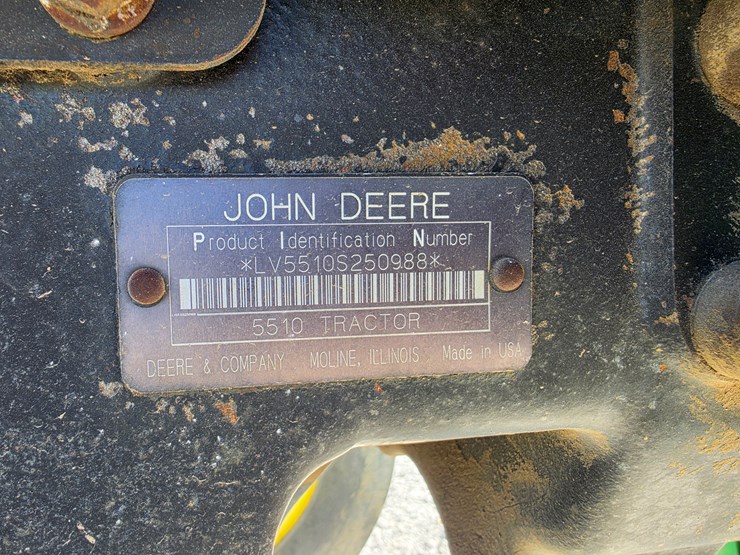 JOHN DEERE
Product Identification Number
*LV5510S250988*
5510 TRACTOR
DEERE & COMPANY MOLINE, ILLINOIS Made in USA